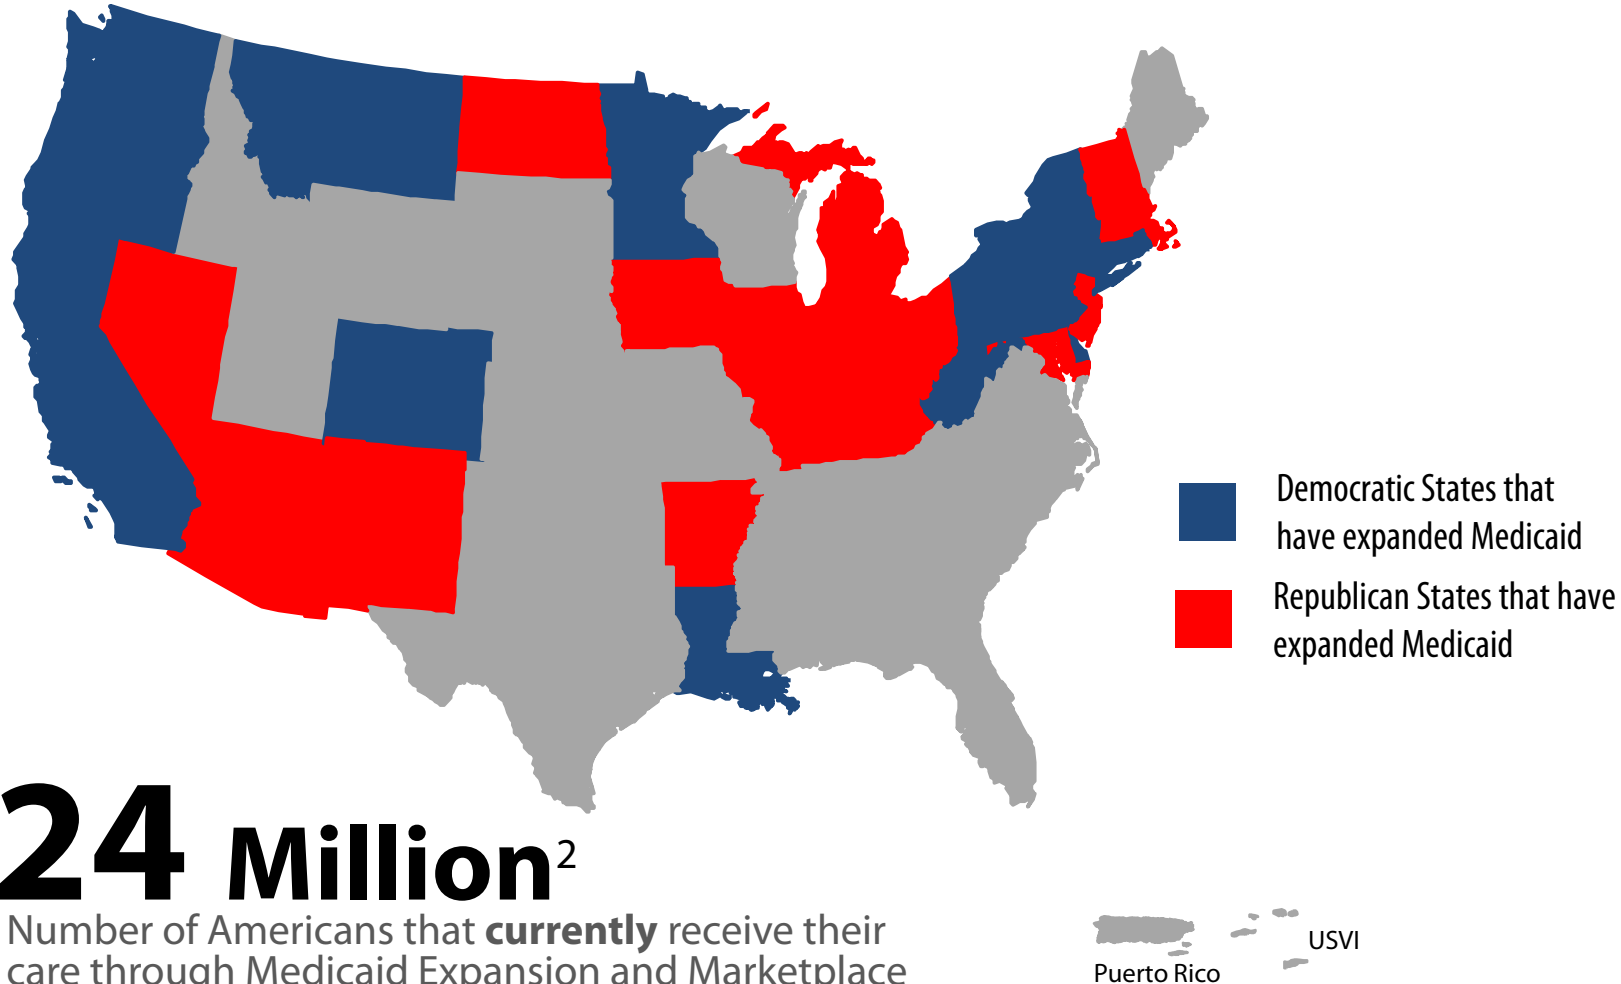 Democratic States that
have expanded Medicaid
Republican States that have
expanded Medicaid
24 Million²
Number of Americans that currently receive their
care through Medicaid Expansion and Marketplace
USVI
Puerto Rico